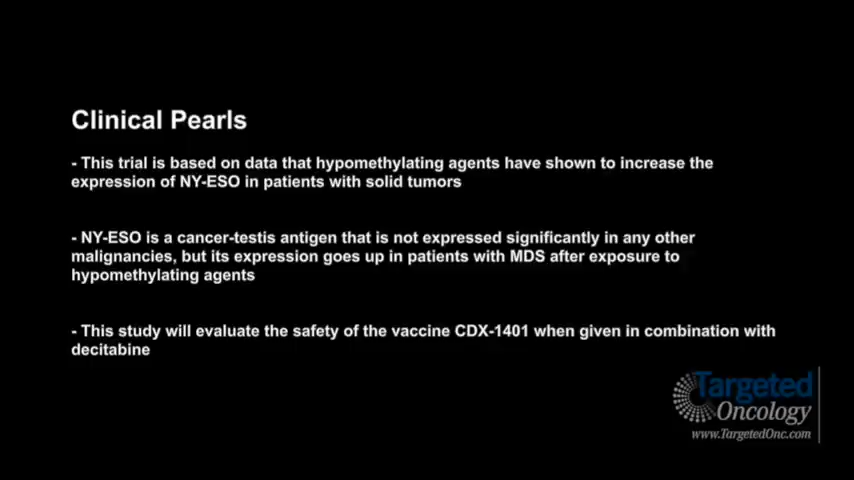 Clinical Pearls
- This trial is based on data that hypomethylating agents have shown to increase the
expression of NY-ESO in patients with solid tumors
- NY-ESO is a cancer-testis antigen that is not expressed significantly in any other
malignancies, but its expression goes up in patients with MDS after exposure to
hypomethylating agents
- This study will evaluate the safety of the vaccine CDX-1401 when given in combination with
decitabine
Targeted
Oncology
www.TargetedOnc.com